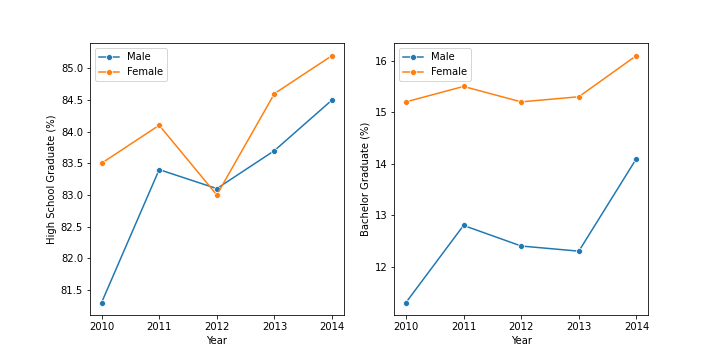 Male
Female
85.0
84.5
84.0
83.5
83.0
82.5
82.0
81.5
High School Graduate (%)
2010 2011 2012 2013 2014
Year
Male
Female
16
15
14
13
12
Bachelor Graduate (%)
2010 2011 2012 2013 2014
Year